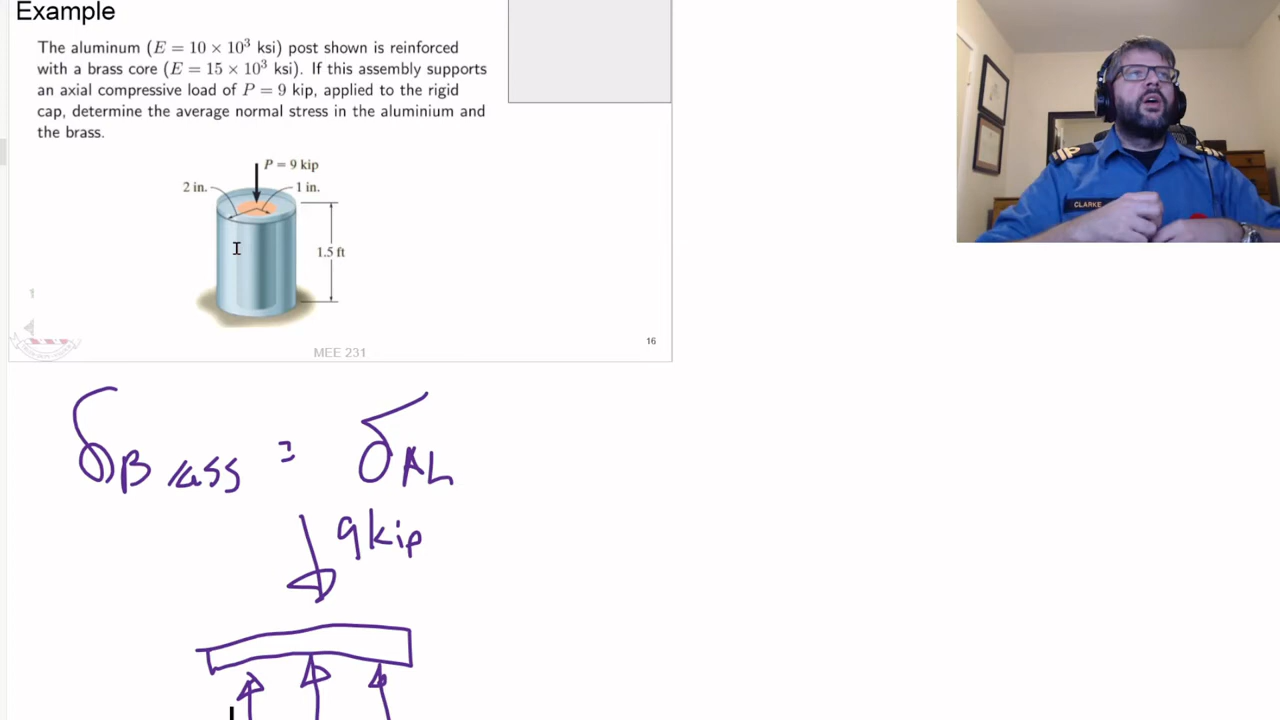 Example
The aluminum (E = 10 × 10³ ksi) post shown is reinforced
with a brass core (E = 15 × 10³ ksi). If this assembly supports
an axial compressive load of P = 9 kip, applied to the rigid
cap, determine the average normal stress in the aluminium and
the brass.
P = 9 kip
2 in.
1 in.
1.5 ft
16
MEE 231
CLARKE
δBrass = δAL
9kip